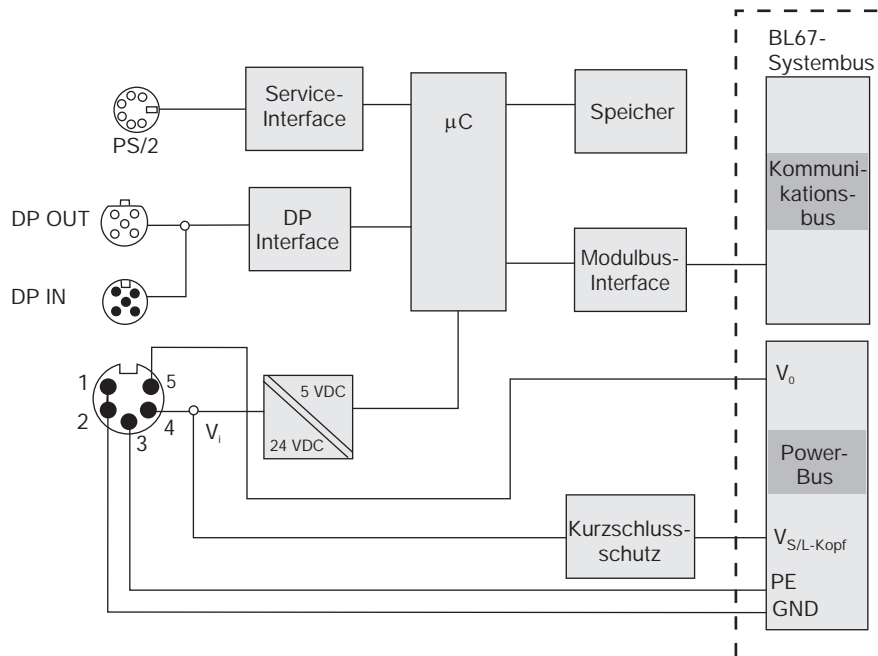 BL67-
Systembus
PS/2
Service-
Interface
µC
Speicher
Kommuni-
kations-
bus
DP OUT
DP
Interface
Modulbus-
Interface
DP IN
1
2
3
4
5
Vi
5 VDC
24 VDC
Vo
Power-
Bus
Kurzschluss-
schutz
VS/L-Kopf
PE
GND